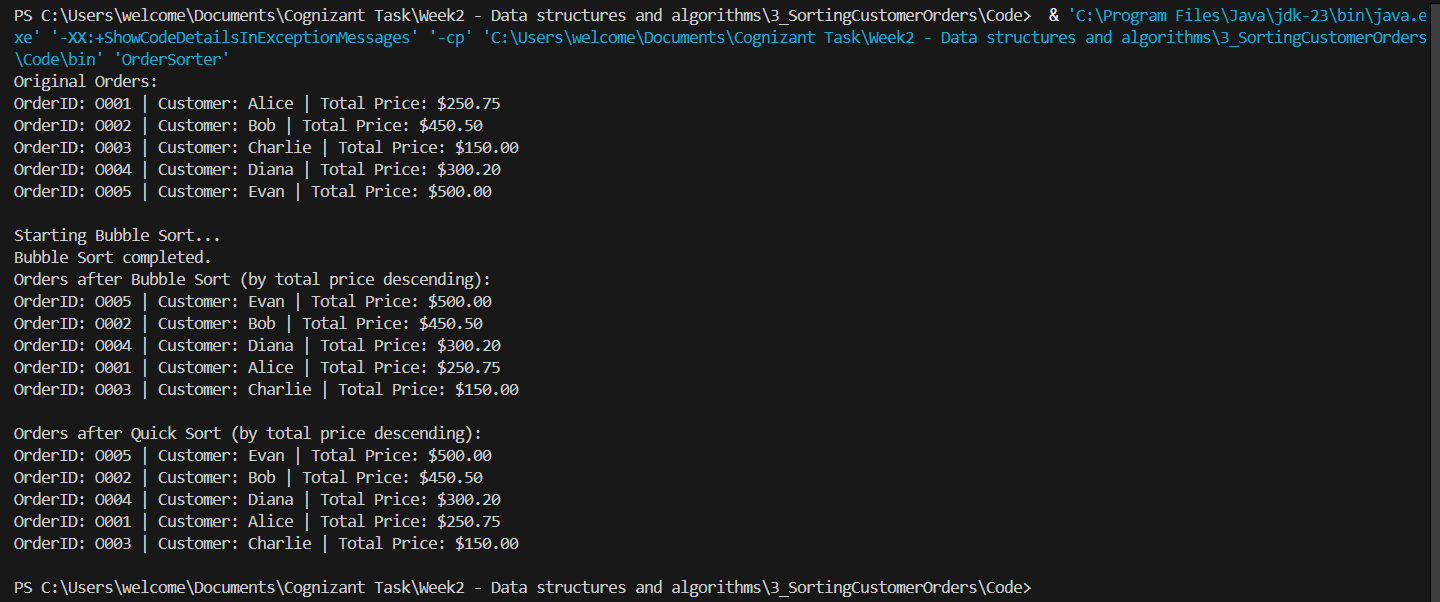 PS C:\Users\welcome\Documents\Cognizant Task\Week2 - Data structures and algorithms\3_SortingCustomerOrders\Code>  & 'C:\Program Files\Java\jdk-23\bin\java.e
xe' '-XX:+ShowCodeDetailsInExceptionMessages' '-cp' 'C:\Users\welcome\Documents\Cognizant Task\Week2 - Data structures and algorithms\3_SortingCustomerOrders
\Code\bin' 'OrderSorter'
Original Orders:
OrderID: O001 | Customer: Alice | Total Price: $250.75
OrderID: O002 | Customer: Bob | Total Price: $450.50
OrderID: O003 | Customer: Charlie | Total Price: $150.00
OrderID: O004 | Customer: Diana | Total Price: $300.20
OrderID: O005 | Customer: Evan | Total Price: $500.00

Starting Bubble Sort...
Bubble Sort completed.
Orders after Bubble Sort (by total price descending):
OrderID: O005 | Customer: Evan | Total Price: $500.00
OrderID: O002 | Customer: Bob | Total Price: $450.50
OrderID: O004 | Customer: Diana | Total Price: $300.20
OrderID: O001 | Customer: Alice | Total Price: $250.75
OrderID: O003 | Customer: Charlie | Total Price: $150.00

Orders after Quick Sort (by total price descending):
OrderID: O005 | Customer: Evan | Total Price: $500.00
OrderID: O002 | Customer: Bob | Total Price: $450.50
OrderID: O004 | Customer: Diana | Total Price: $300.20
OrderID: O001 | Customer: Alice | Total Price: $250.75
OrderID: O003 | Customer: Charlie | Total Price: $150.00

PS C:\Users\welcome\Documents\Cognizant Task\Week2 - Data structures and algorithms\3_SortingCustomerOrders\Code>